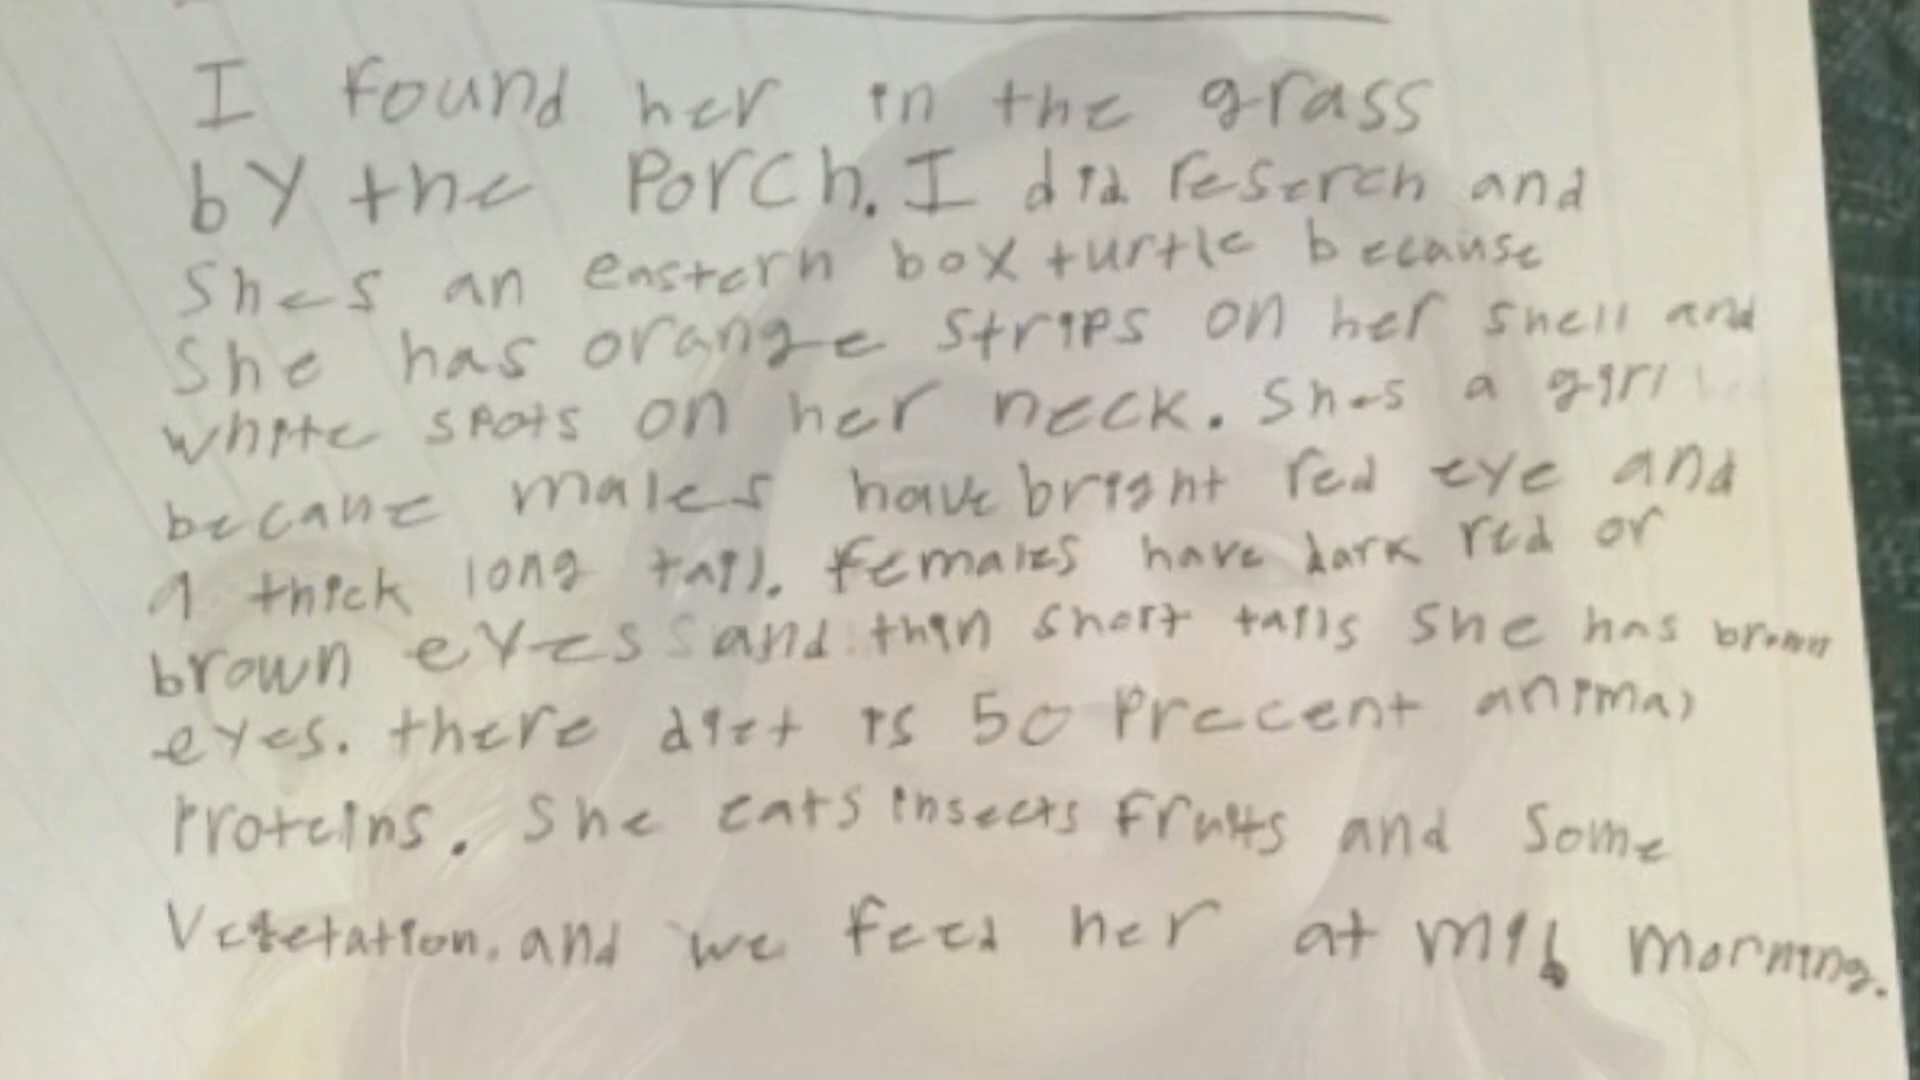 I found her in the grass
by the Porch. I did reserch and
Shes an eastern box turtle because
She has orange strips on her shell and
white spots on her neck. Shes a girl
becaue males have bright red eye and
a thick long tail. females have dark red or
brown eyes and thin short tails She has brown
eyes. there diet is 50 Precent animal
Proteins. She eats insects fruits and some
Vegetation. and we feed her at mid morning.